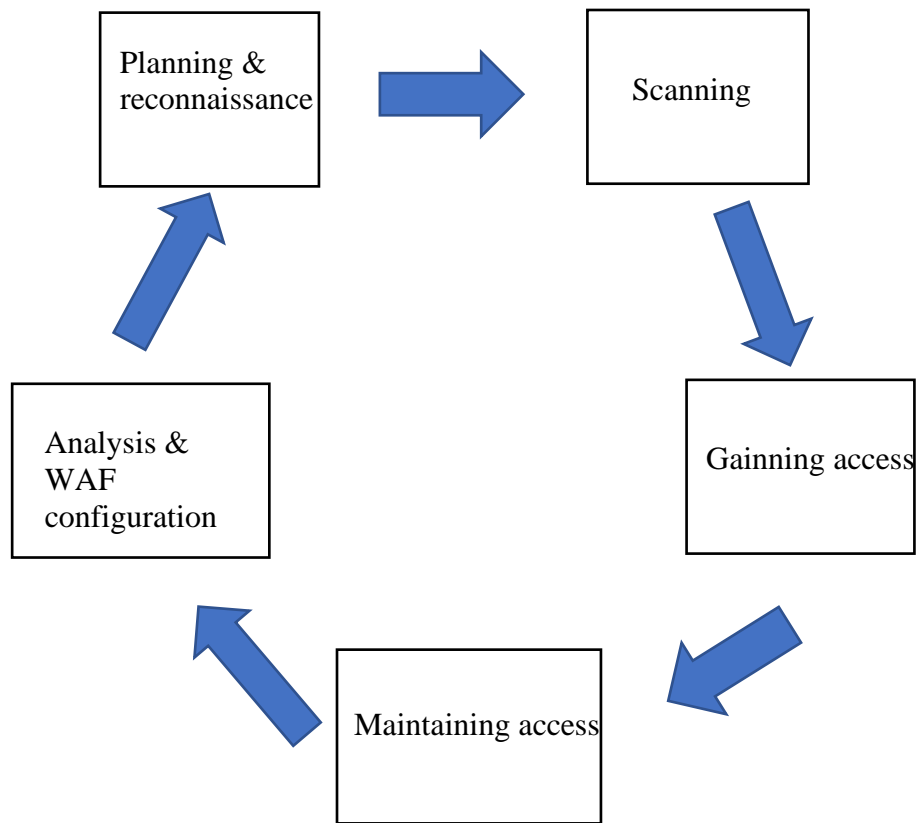 Planning &
reconnaissance
Scanning
Gainning access
Maintaining access
Analysis &
WAF
configuration